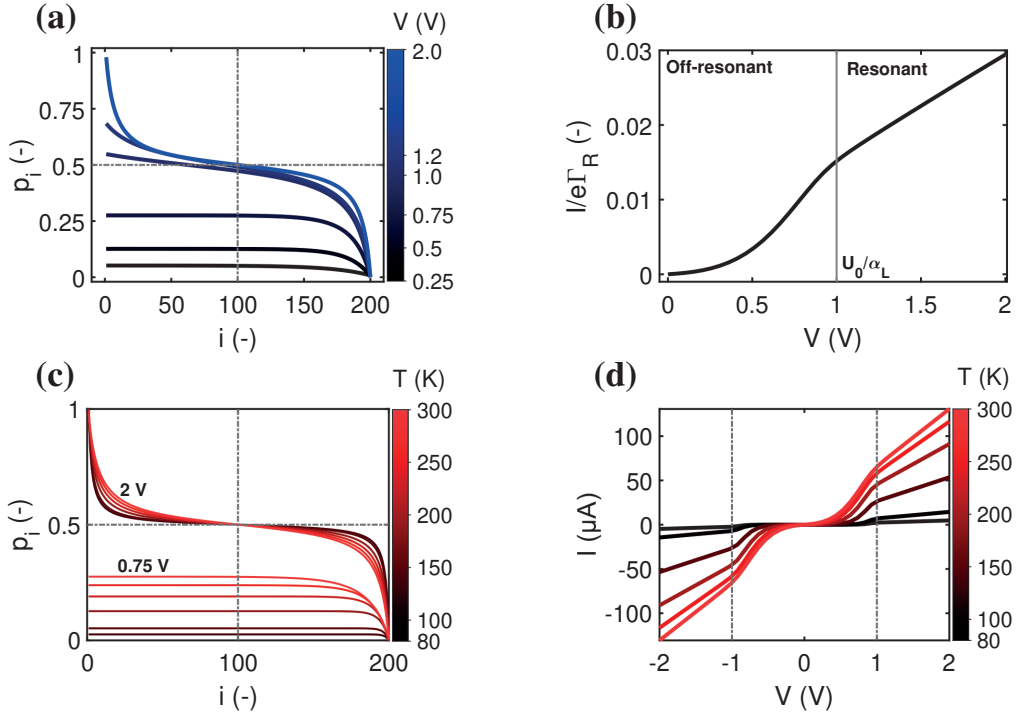 (a)
V (V)
2.0
1.2
1.0
0.75
0.5
0.25
1
0.75
0.5
0.25
0
p_i (-)
0 50 100 150 200
i (-)
(b)
0.03
0.02
0.01
0
I/eΓ_R (-)
Off-resonant
Resonant
U_0/α_L
0 0.5 1 1.5 2
V (V)
(c)
T (K)
300
250
200
150
100
80
1
0.5
0
p_i (-)
2 V
0.75 V
0 100 200
i (-)
(d)
T (K)
300
250
200
150
100
80
100
50
0
-50
-100
I (μA)
-2 -1 0 1 2
V (V)